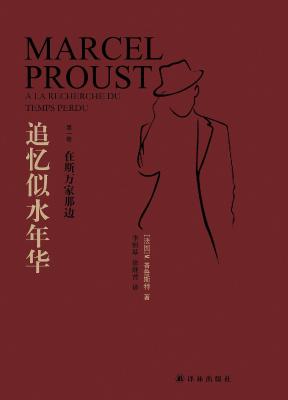 MARCEL
PROUST
À LA RECHERCHE DU
TEMPS PERDU
追忆似水年华
第一卷
在斯万家那边
[法国]M·普鲁斯特 著
李恒基 徐继曾 译
译林出版社